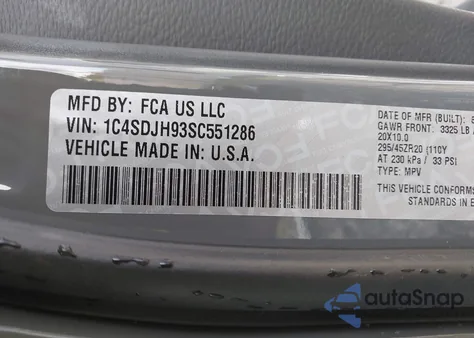 MFD BY: FCA US LLC
VIN: 1C4SDJH93SC551286
VEHICLE MADE IN: U.S.A.
DATE OF MFR (BUILT):
GAWR FRONT. 3325 LB
20X10.0
295/45ZR20 (110Y
AT 230 kPa / 33 PSI
TYPE: MPV
THIS VEHICLE CONFORMS
STANDARDS IN
autoSnap